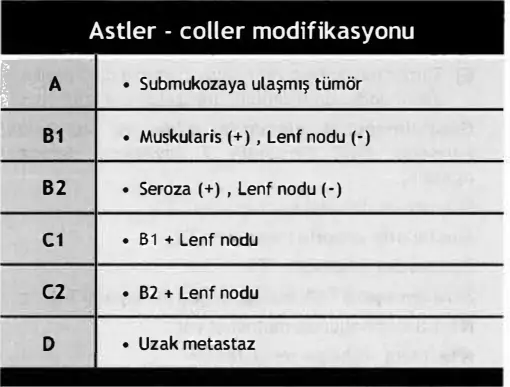 Astler - coller modifikasyonu
A • Submukozaya ulaşmış tümör
B1 • Muskularis (+) , Lenf nodu (-)
B2 • Seroza (+) , Lenf nodu (-)
C1 • B1 + Lenf nodu
C2 • B2 + Lenf nodu
D • Uzak metastaz